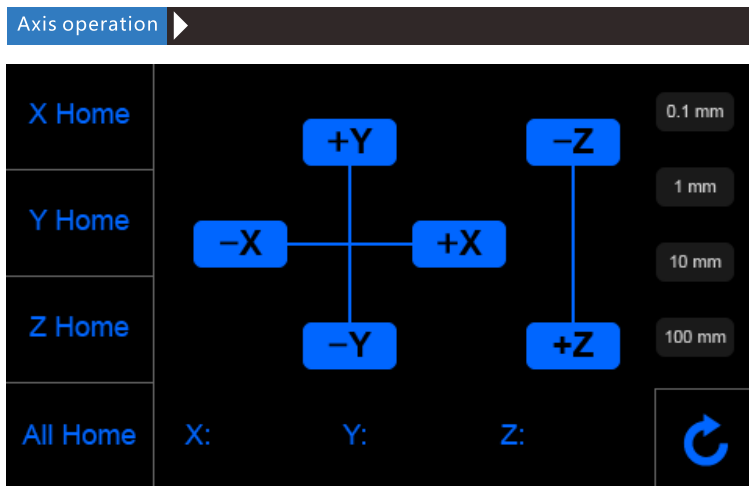 Axis operation
X Home
Y Home
Z Home
All Home
+Y
−X
+X
−Y
−Z
+Z
0.1 mm
1 mm
10 mm
100 mm
X:
Y:
Z: